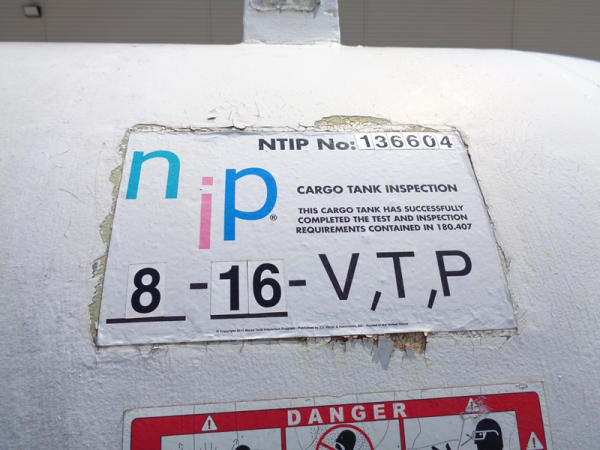 NTIP No: 136604
nip®
CARGO TANK INSPECTION
THIS CARGO TANK HAS SUCCESSFULLY
COMPLETED THE TEST AND INSPECTION
REQUIREMENTS CONTAINED IN 180.407
8-16-V,T,P
DANGER